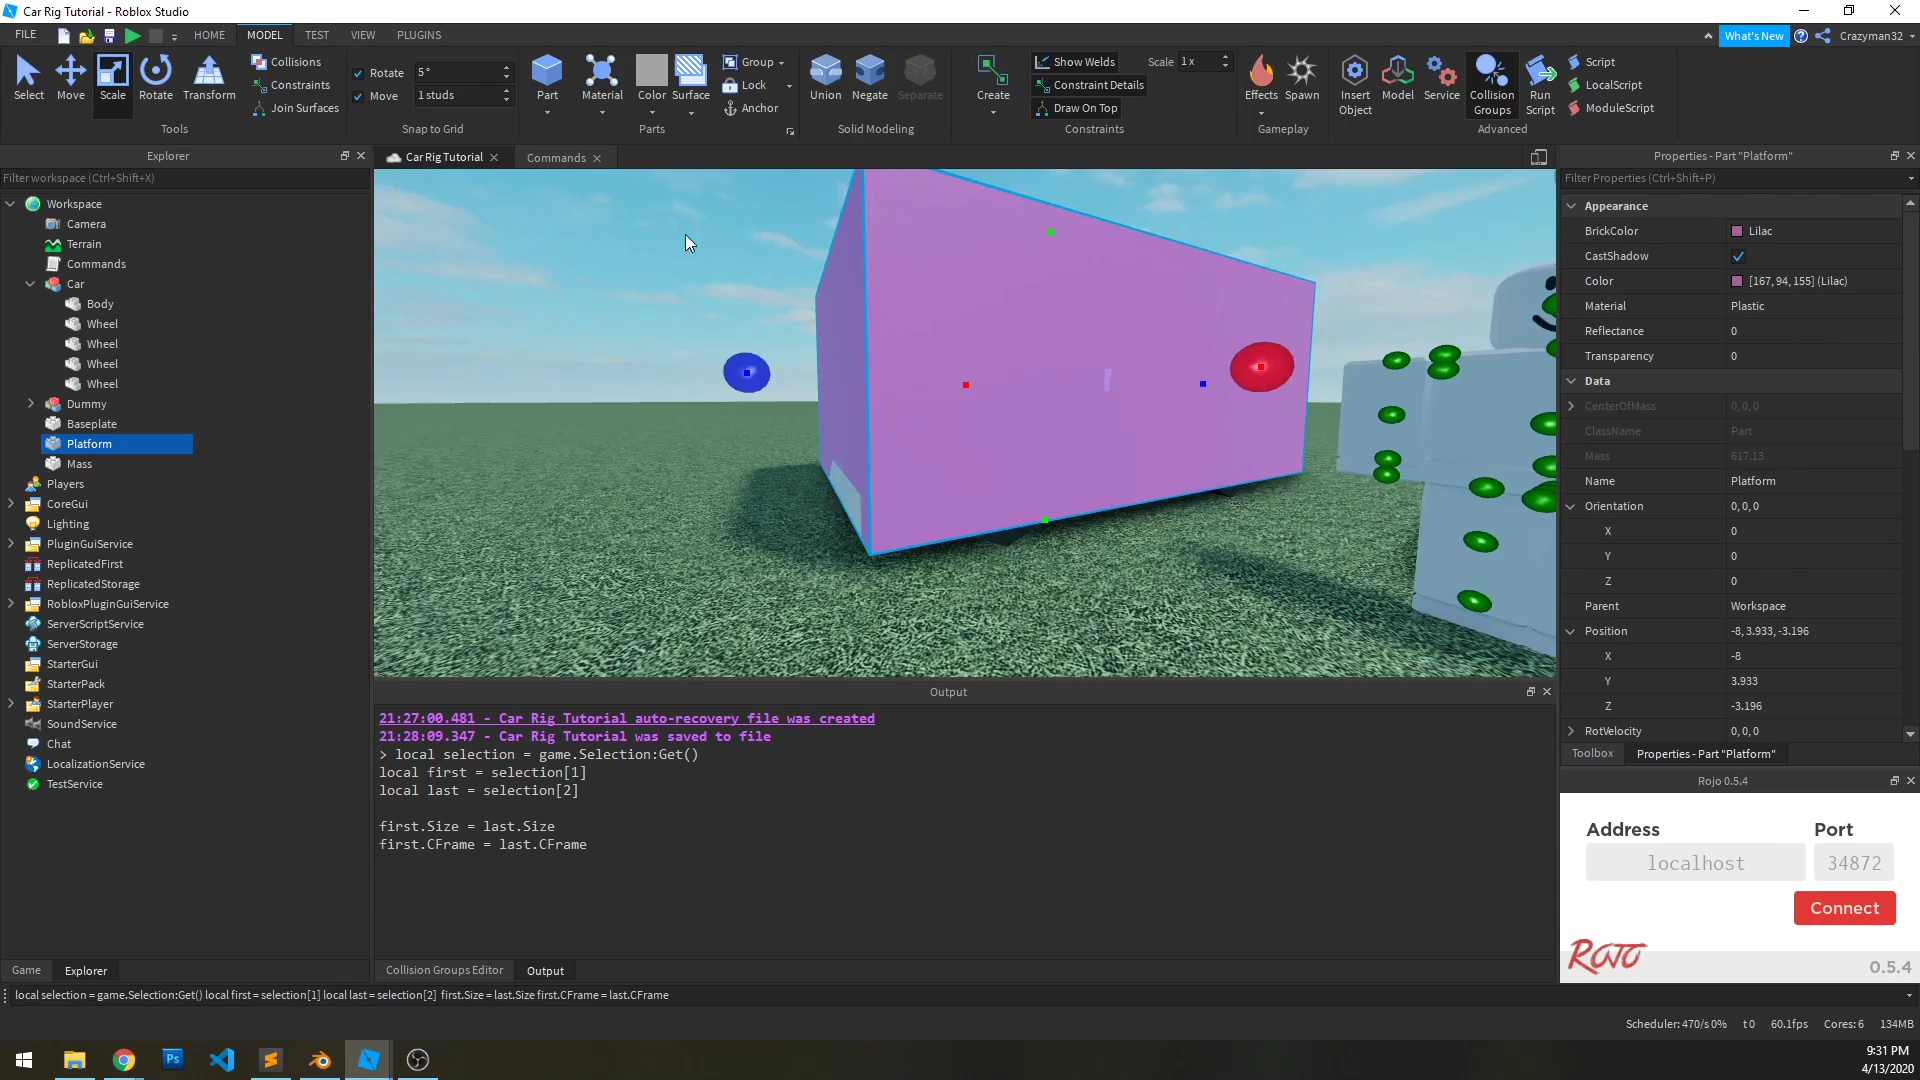 Car Rig Tutorial - Roblox Studio
FILE
HOME
MODEL
TEST
VIEW
PLUGINS
What's New
Crazyman32
Select
Move
Scale
Rotate
Transform
Collisions
Constraints
Join Surfaces
Tools
Rotate 5°
Move 1 studs
Snap to Grid
Part
Material
Color
Surface
Group
Lock
Anchor
Parts
Union
Negate
Separate
Solid Modeling
Create
Show Welds
Constraint Details
Draw On Top
Scale 1x
Constraints
Effects
Spawn
Gameplay
Insert Object
Model
Service
Collision Groups
Run Script
Script
LocalScript
ModuleScript
Advanced
Explorer
Filter workspace (Ctrl+Shift+X)
Workspace
Camera
Terrain
Commands
Car
Body
Wheel
Wheel
Wheel
Wheel
Dummy
Baseplate
Platform
Mass
Players
CoreGui
Lighting
PluginGuiService
ReplicatedFirst
ReplicatedStorage
RobloxPluginGuiService
ServerScriptService
ServerStorage
StarterGui
StarterPack
StarterPlayer
SoundService
Chat
LocalizationService
TestService
Game
Explorer
Car Rig Tutorial
Commands
Output
21:27:00.481 - Car Rig Tutorial auto-recovery file was created
21:28:09.347 - Car Rig Tutorial was saved to file
> local selection = game.Selection:Get()
local first = selection[1]
local last = selection[2]
first.Size = last.Size
first.CFrame = last.CFrame
Collision Groups Editor
Output
Properties - Part "Platform"
Filter Properties (Ctrl+Shift+P)
Appearance
BrickColor Lilac
CastShadow
Color [167, 94, 155] (Lilac)
Material Plastic
Reflectance 0
Transparency 0
Data
CenterOfMass 0, 0, 0
ClassName Part
Mass 617.13
Name Platform
Orientation 0, 0, 0
X 0
Y 0
Z 0
Parent Workspace
Position -8, 3.933, -3.196
X -8
Y 3.933
Z -3.196
RotVelocity 0, 0, 0
Toolbox
Properties - Part "Platform"
Rojo 0.5.4
Address
Port
localhost
34872
Connect
ROJO
0.5.4
local selection = game.Selection:Get() local first = selection[1] local last = selection[2] first.Size = last.Size first.CFrame = last.CFrame
Scheduler: 470/s 0% t 0 60.1fps Cores: 6 134MB
Ps
9:31 PM
4/13/2020